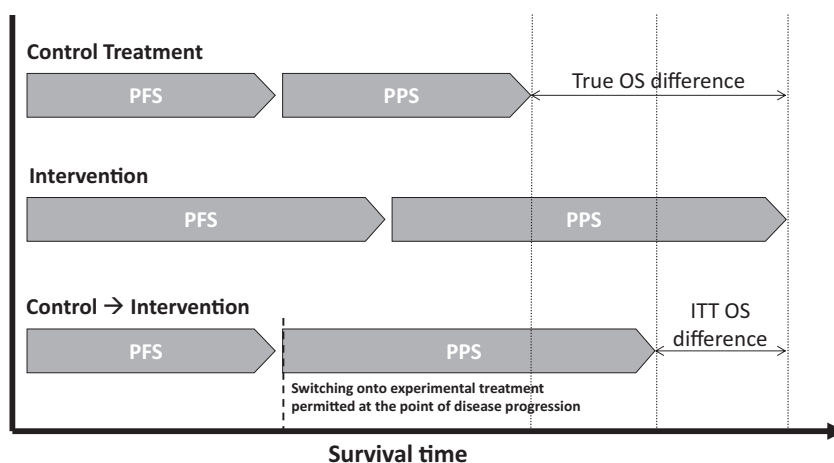 Control Treatment
PFS
PPS
True OS difference
Intervention
PFS
PPS
Control → Intervention
ITT OS
difference
PFS
PPS
Switching onto experimental treatment
permitted at the point of disease progression
Survival time